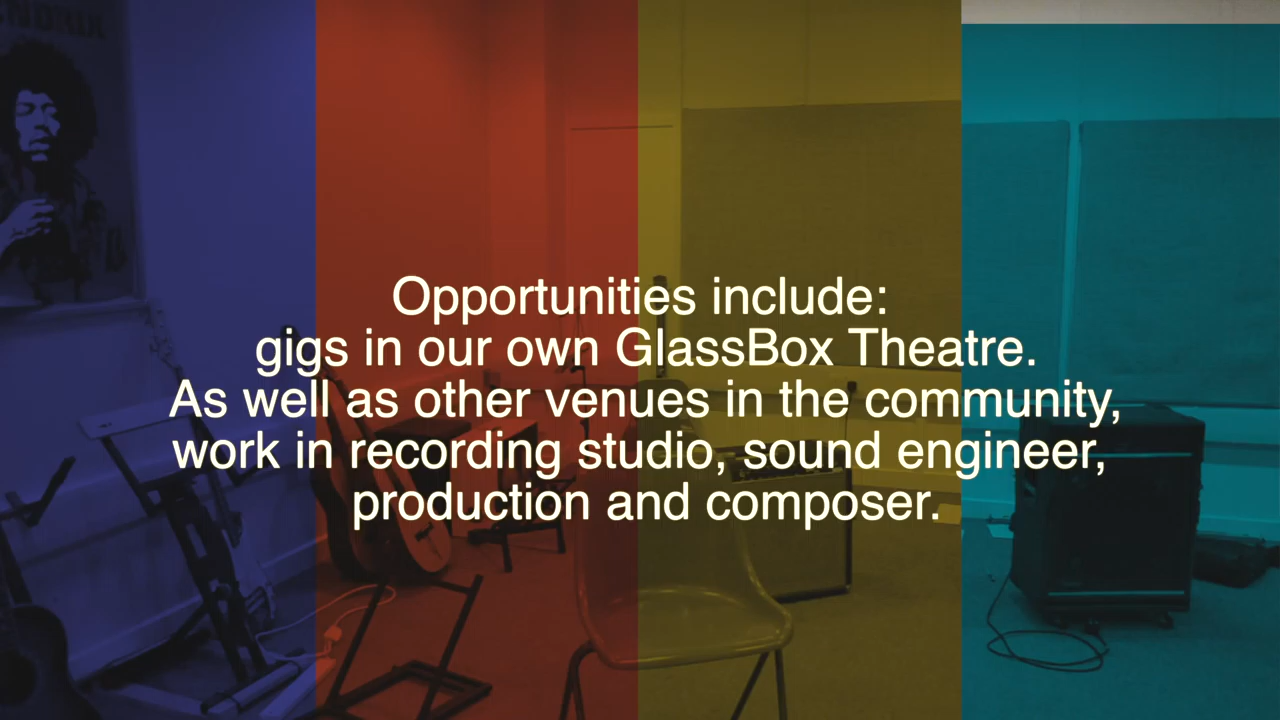 ENDRIX
Opportunities include:
gigs in our own GlassBox Theatre.
As well as other venues in the community,
work in recording studio, sound engineer,
production and composer.